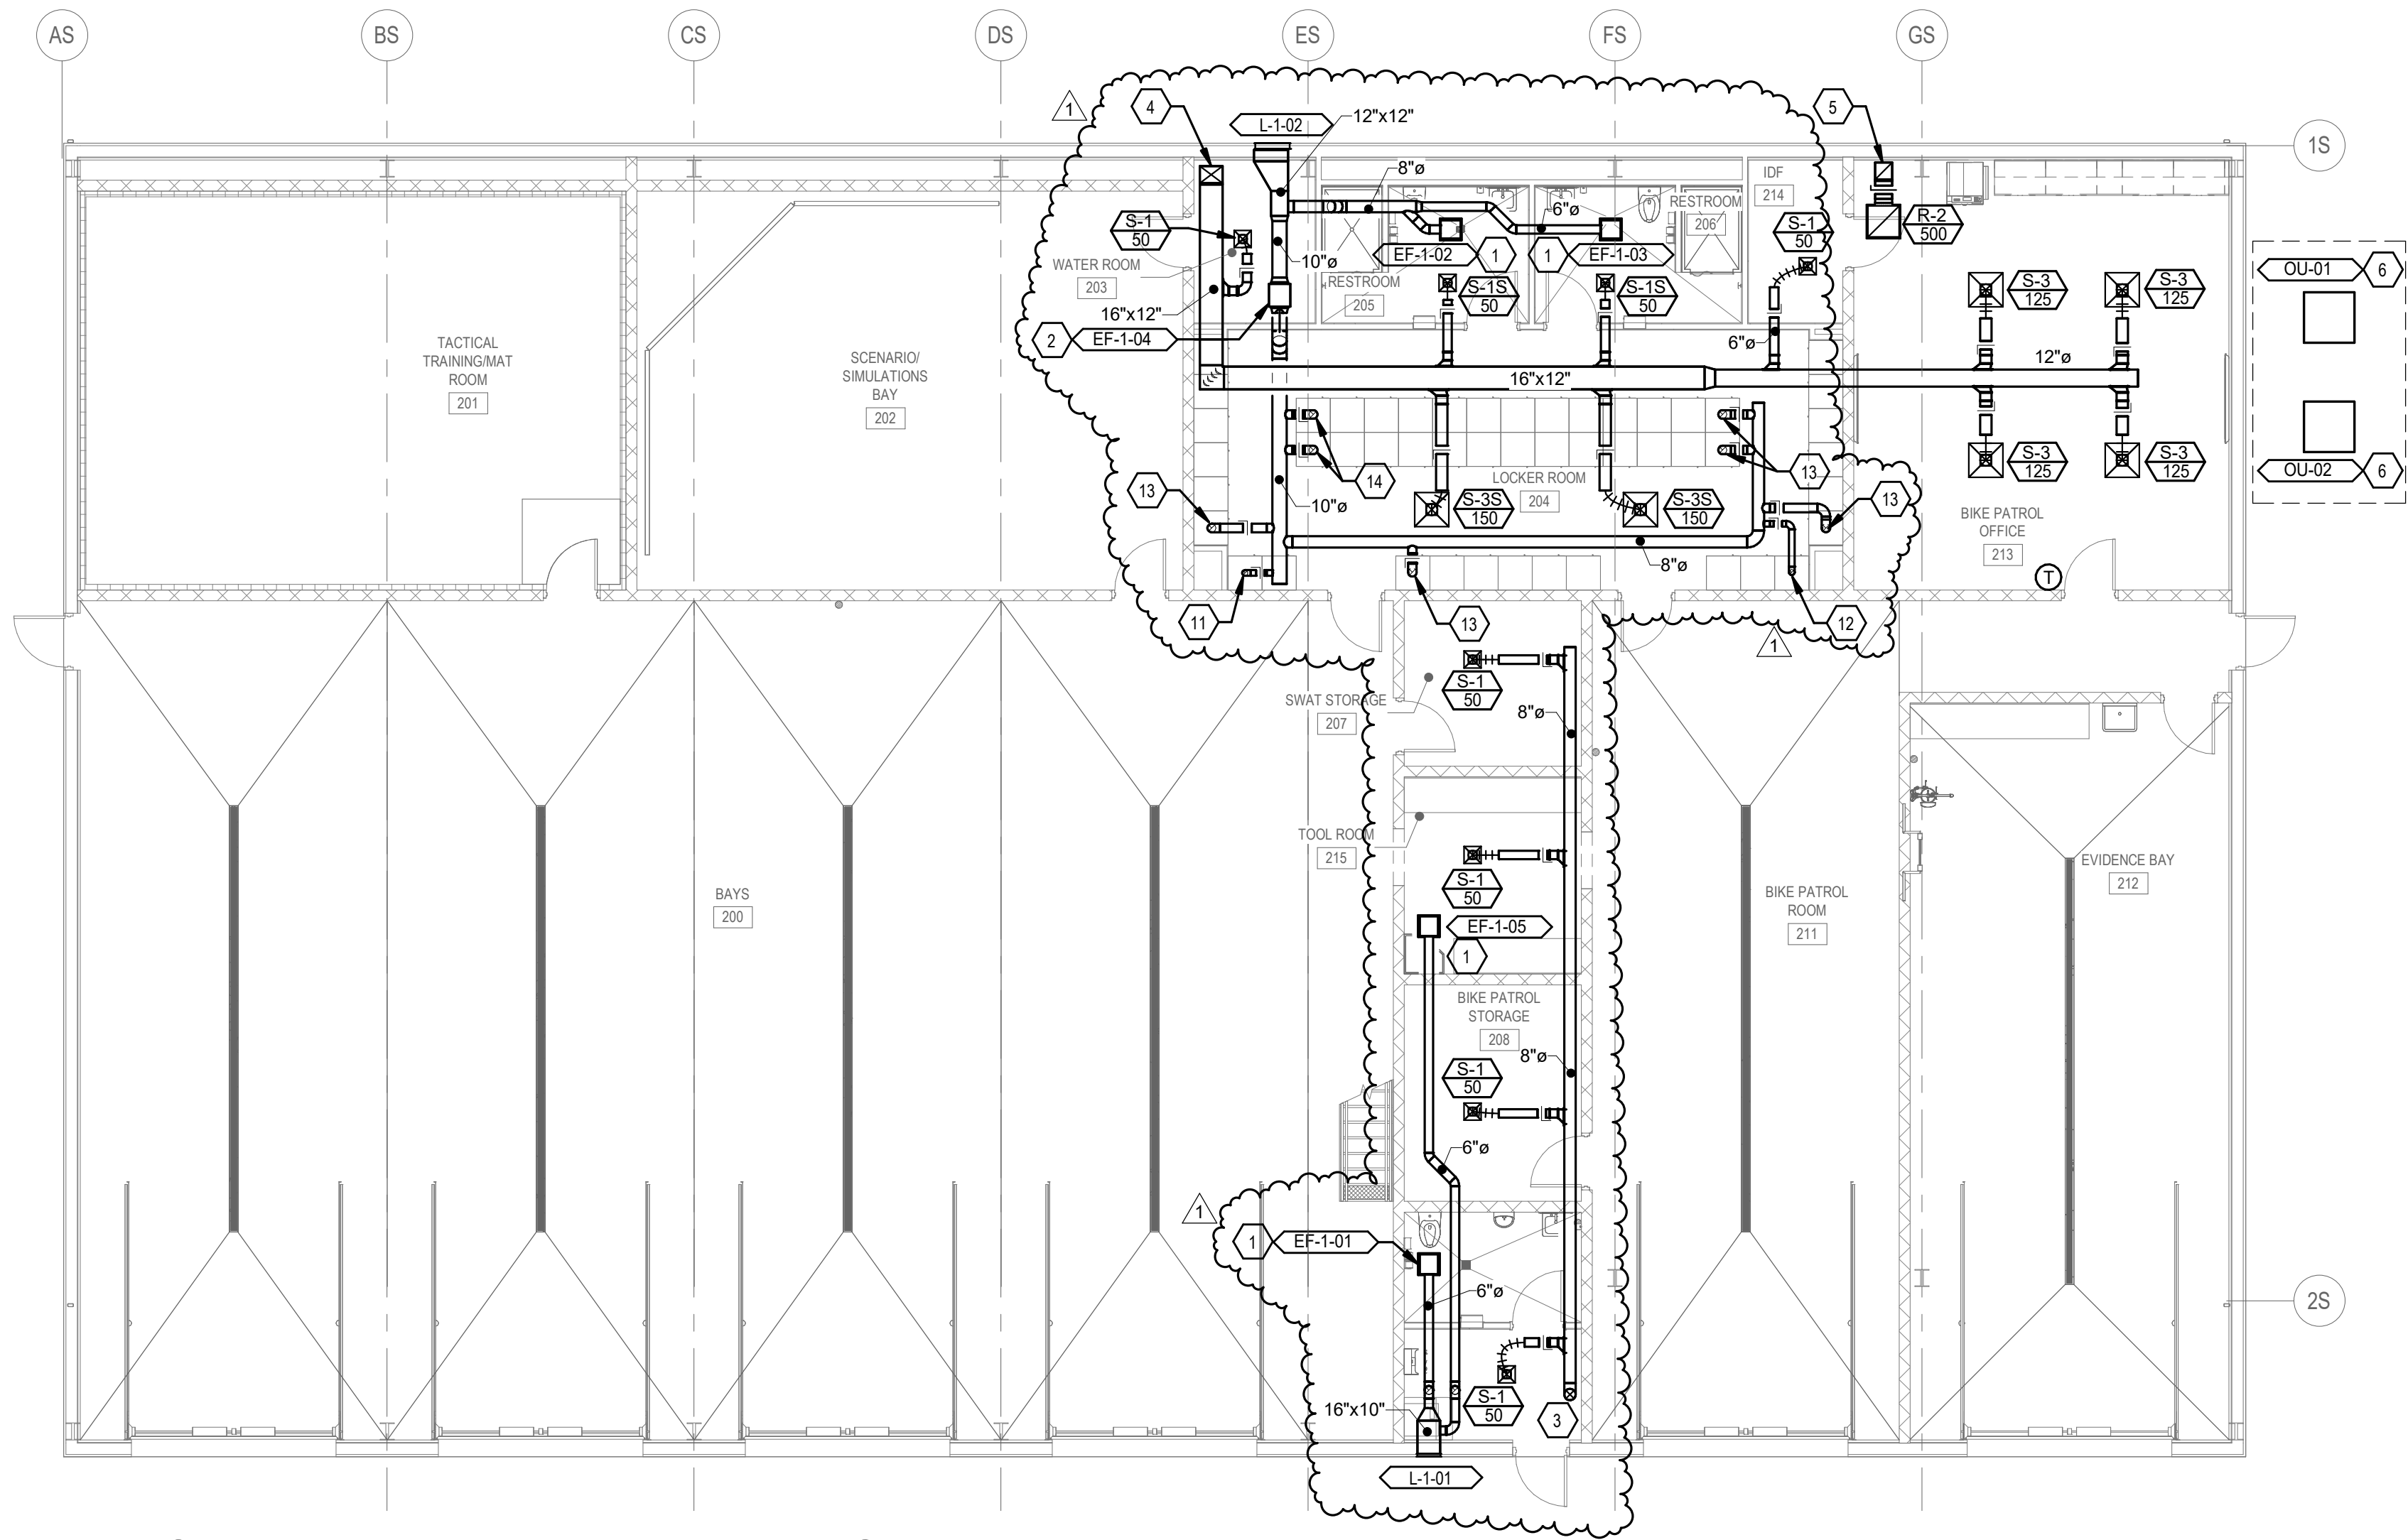 AS
BS
CS
DS
ES
FS
GS
1S
2S
1
4
L-1-02
12"x12"
5
8"ø
6"ø
IDF
214
RESTROOM
206
S-1
50
S-1
50
R-2
500
WATER ROOM
203
10"ø
EF-1-02
1
1
EF-1-03
RESTROOM
205
S-1S
50
S-1S
50
16"x12"
2
EF-1-04
6"ø
S-3
125
S-3
125
OU-01
6
12"ø
16"x12"
TACTICAL
TRAINING/MAT
ROOM
201
SCENARIO/
SIMULATIONS
BAY
202
S-3
125
S-3
125
OU-02
6
13
14
13
13
LOCKER ROOM
204
S-3S
150
S-3S
150
10"ø
BIKE PATROL
OFFICE
213
8"ø
T
11
13
12
1
S-1
50
SWAT STORAGE
207
8"ø
TOOL ROOM
215
S-1
50
BAYS
200
EF-1-05
1
BIKE PATROL
ROOM
211
EVIDENCE BAY
212
BIKE PATROL
STORAGE
208
8"ø
S-1
50
6"ø
1
1
EF-1-01
6"ø
16"x10"
S-1
50
3
L-1-01